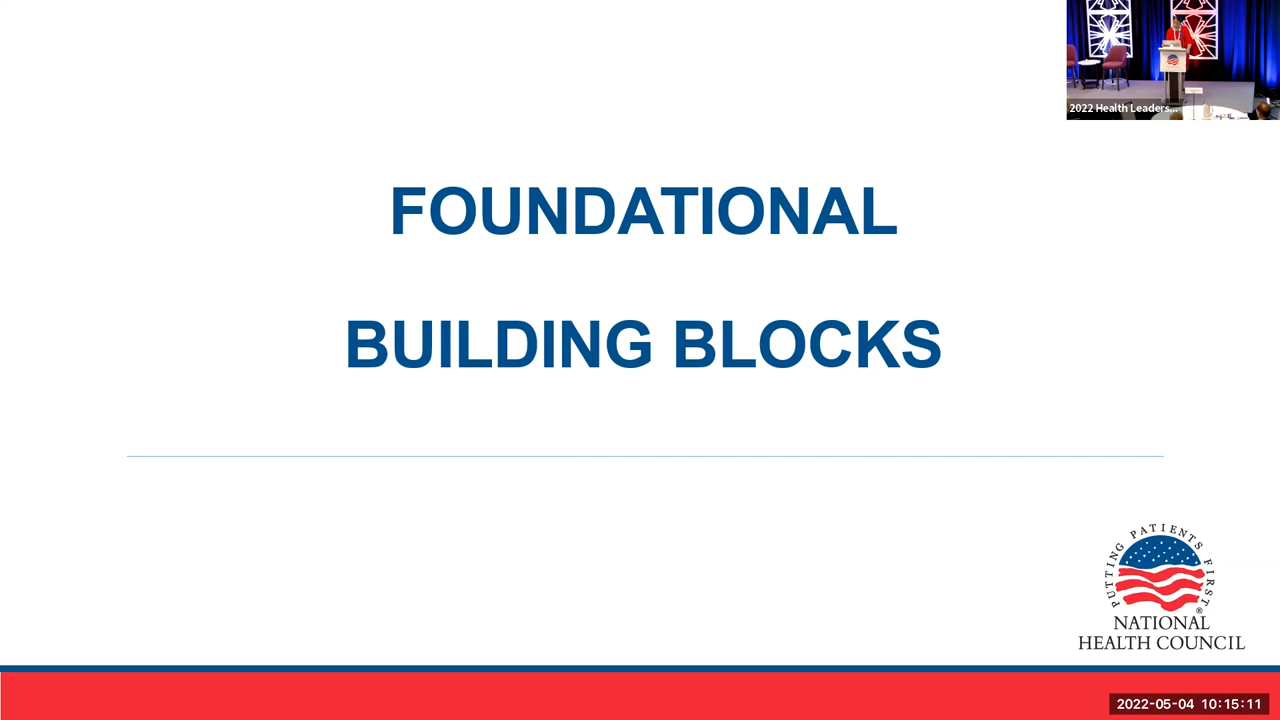 2022 Health Leaders...
FOUNDATIONAL
BUILDING BLOCKS
PUTTING PATIENTS FIRST®
NATIONAL
HEALTH COUNCIL
2022-05-04 10:15:11